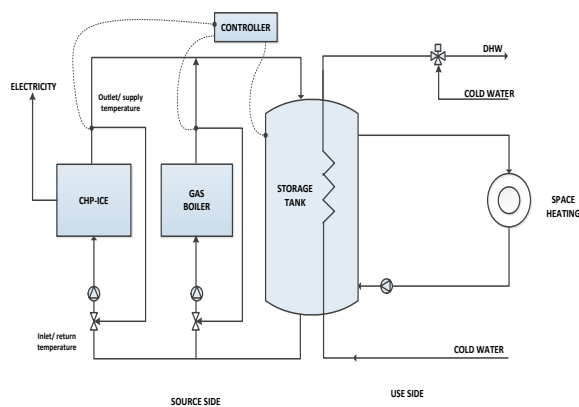 CONTROLLER
DHW
ELECTRICITY
Outlet/ supply
temperature
COLD WATER
CHP-ICE
GAS
BOILER
STORAGE
TANK
SPACE
HEATING
Inlet/ return
temperature
COLD WATER
SOURCE SIDE
USE SIDE